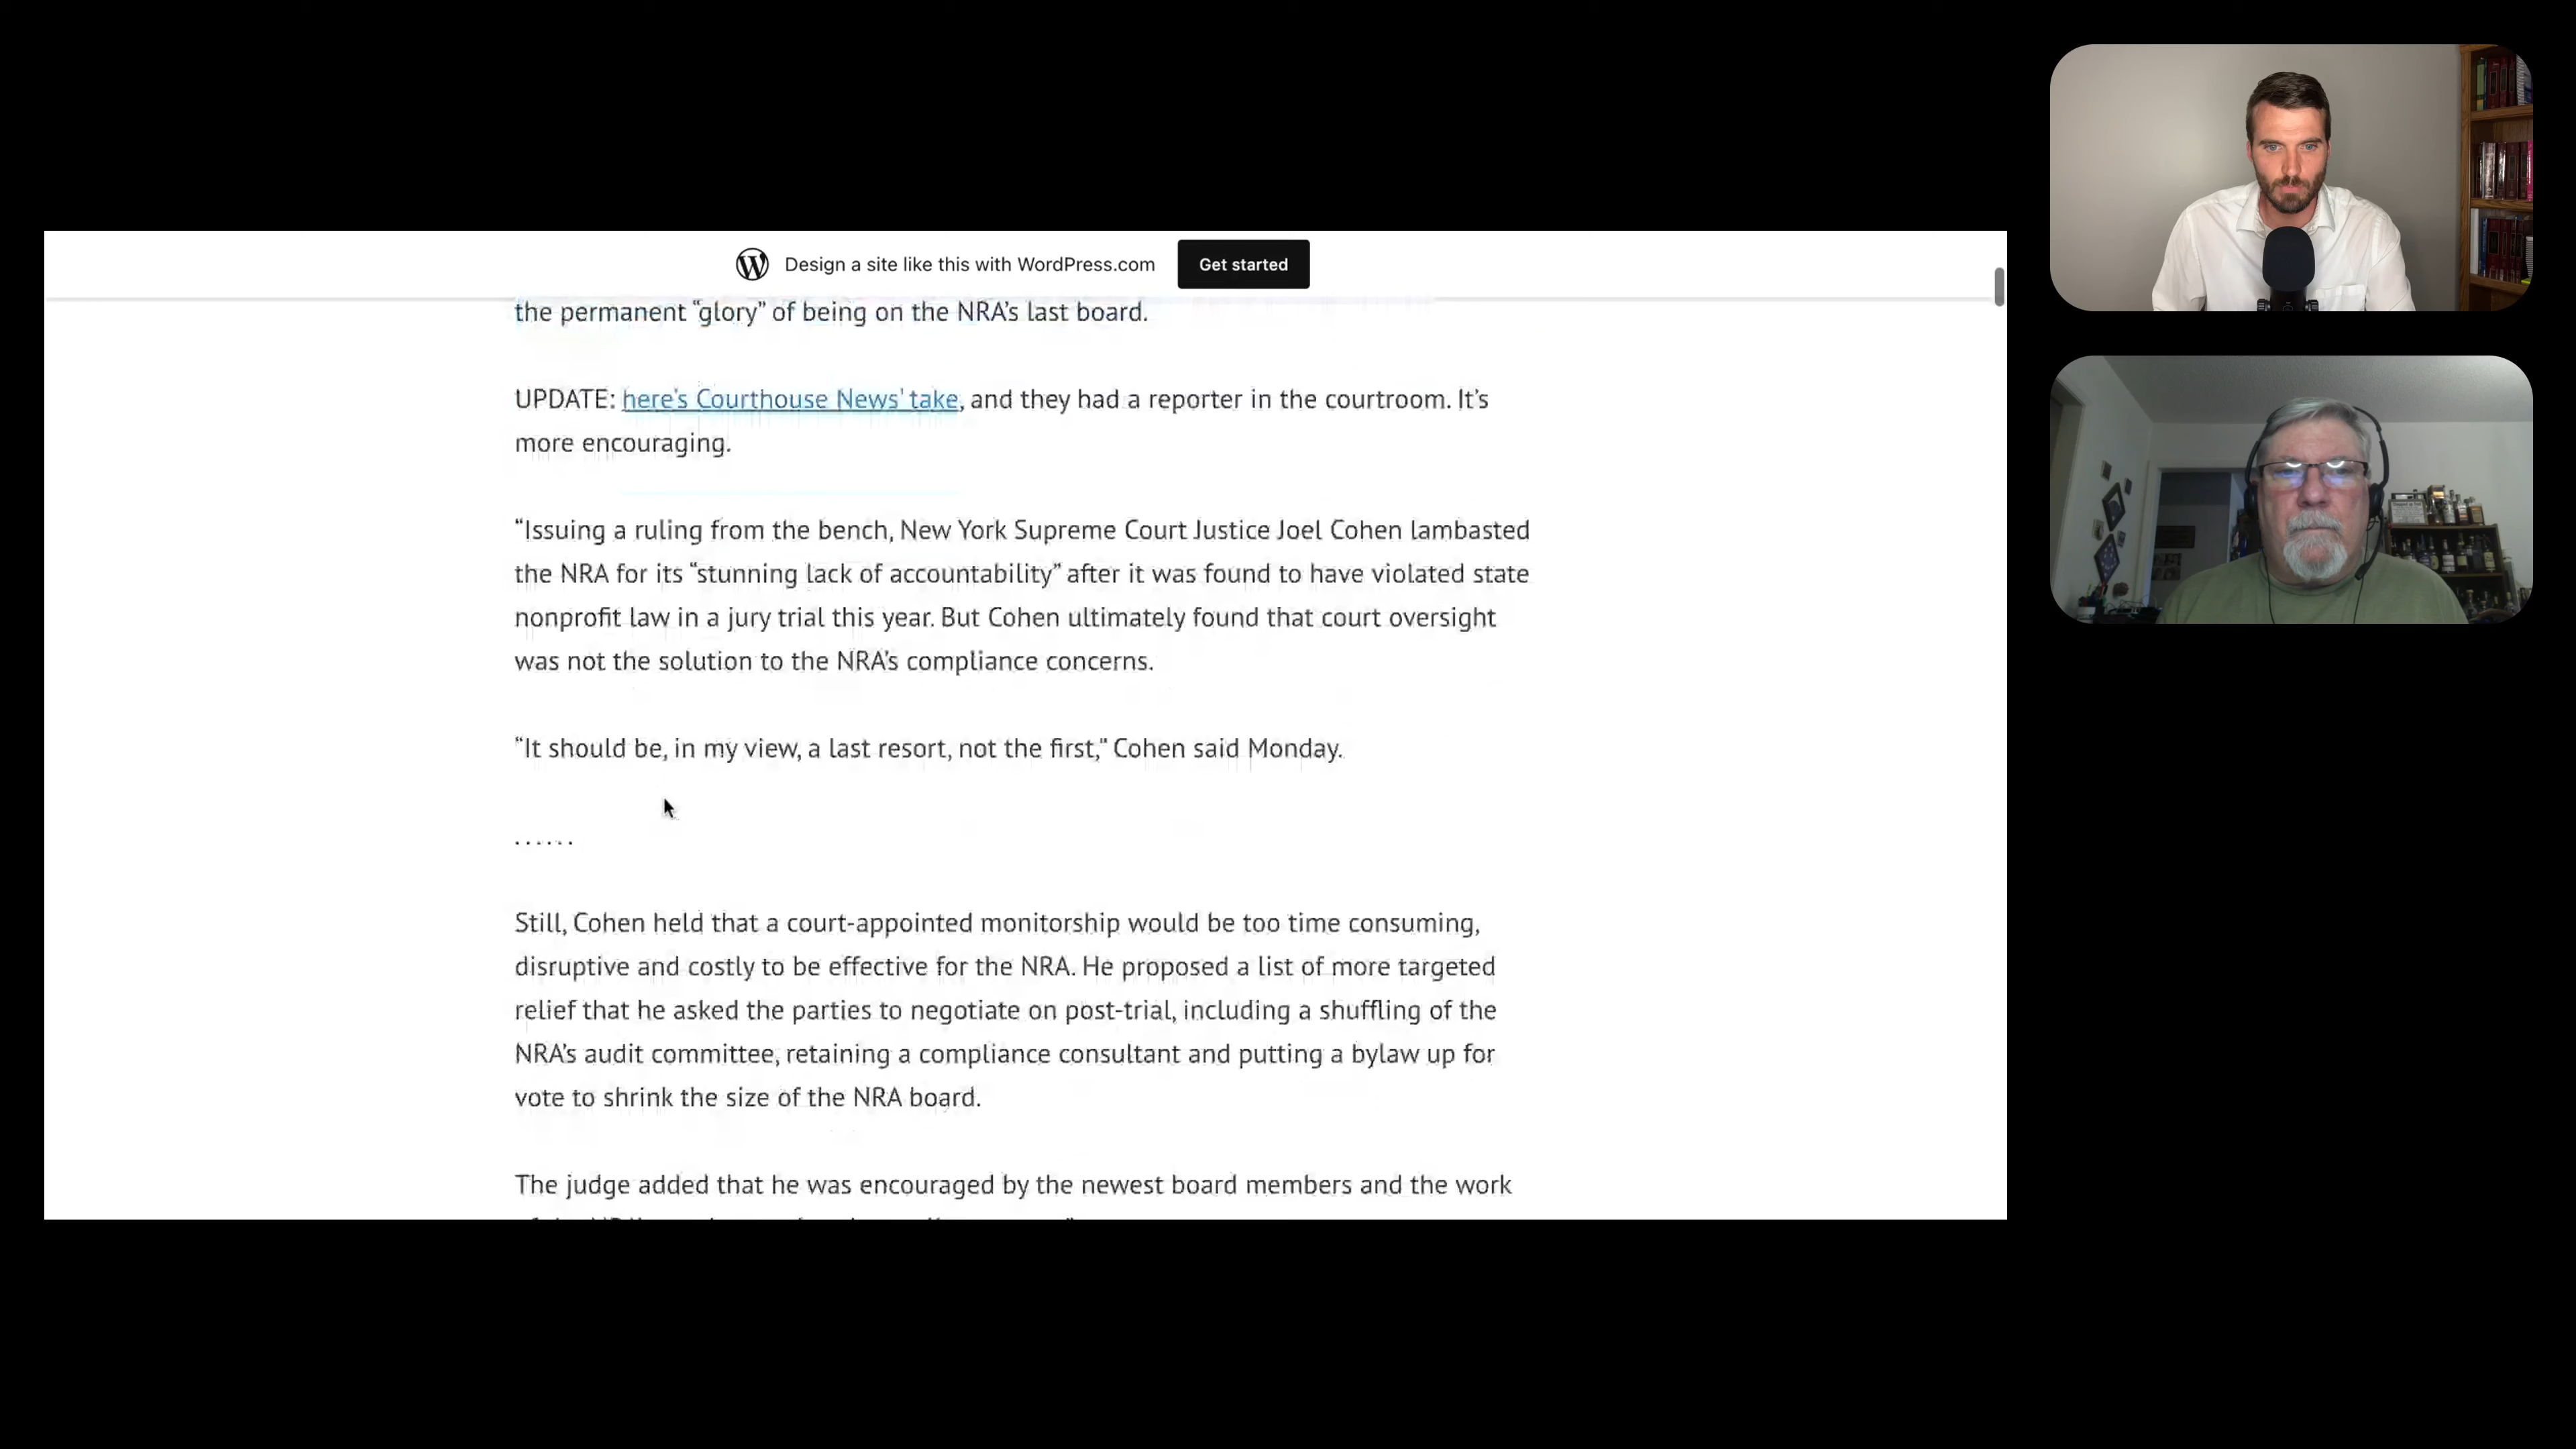 Design a site like this with WordPress.com Get started
the permanent “glory” of being on the NRA’s last board.
UPDATE: here's Courthouse News' take, and they had a reporter in the courtroom. It’s
more encouraging.
“Issuing a ruling from the bench, New York Supreme Court Justice Joel Cohen lambasted
the NRA for its “stunning lack of accountability” after it was found to have violated state
nonprofit law in a jury trial this year. But Cohen ultimately found that court oversight
was not the solution to the NRA’s compliance concerns.
“It should be, in my view, a last resort, not the first," Cohen said Monday.
. . . . . .
Still, Cohen held that a court-appointed monitorship would be too time consuming,
disruptive and costly to be effective for the NRA. He proposed a list of more targeted
relief that he asked the parties to negotiate on post-trial, including a shuffling of the
NRA’s audit committee, retaining a compliance consultant and putting a bylaw up for
vote to shrink the size of the NRA board.
The judge added that he was encouraged by the newest board members and the work